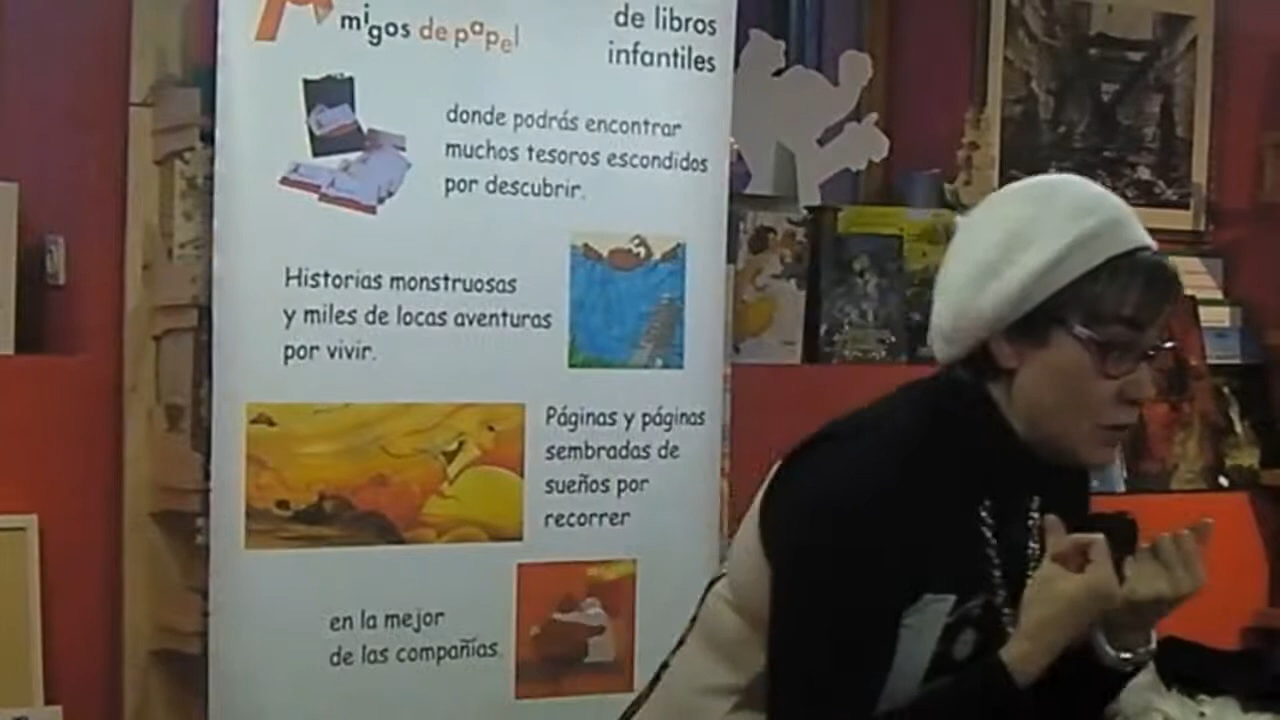 Amigos de papel
de libros
infantiles
donde podrás encontrar
muchos tesoros escondidos
por descubrir.
Historias monstruosas
y miles de locas aventuras
por vivir.
Páginas y páginas
sembradas de
sueños por
recorrer
en la mejor
de las compañías